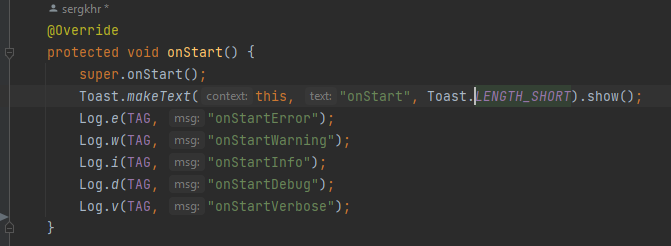 sergkhr
@Override
protected void onStart() {
super.onStart();
Toast.makeText( context: this, text: "onStart", Toast.LENGTH_SHORT).show();
Log.e(TAG, msg: "onStartError");
Log.w(TAG, msg: "onStartWarning");
Log.i(TAG, msg: "onStartInfo");
Log.d(TAG, msg: "onStartDebug");
Log.v(TAG, msg: "onStartVerbose");
}